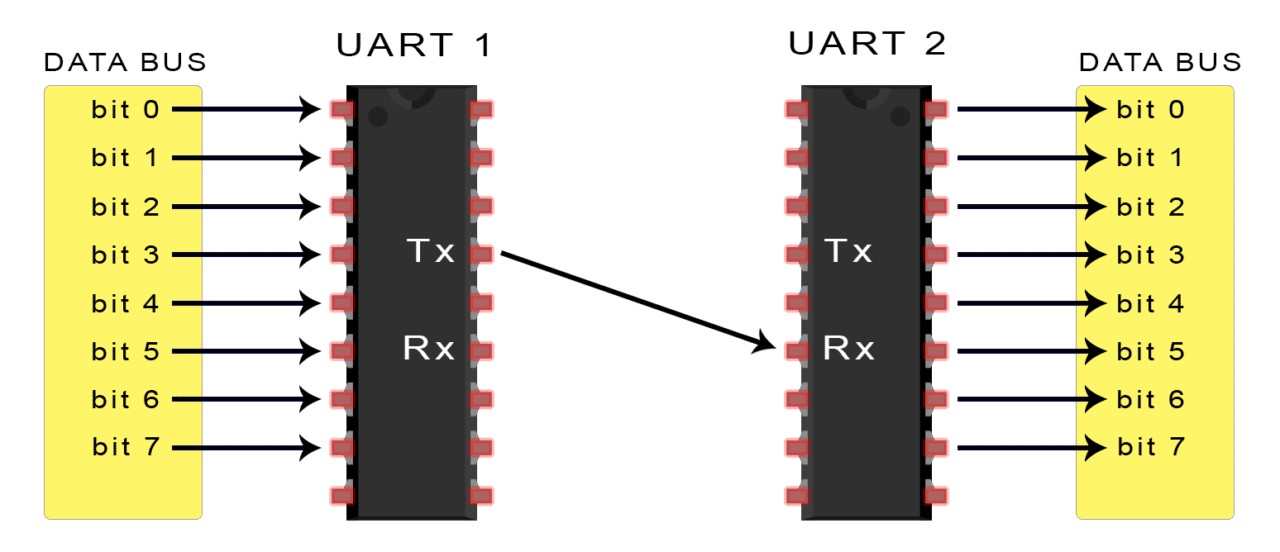 UART 1
UART 2
DATA BUS
DATA BUS
bit 0
bit 0
bit 1
bit 1
bit 2
bit 2
bit 3
Tx
Tx
bit 3
bit 4
bit 4
bit 5
Rx
Rx
bit 5
bit 6
bit 6
bit 7
bit 7